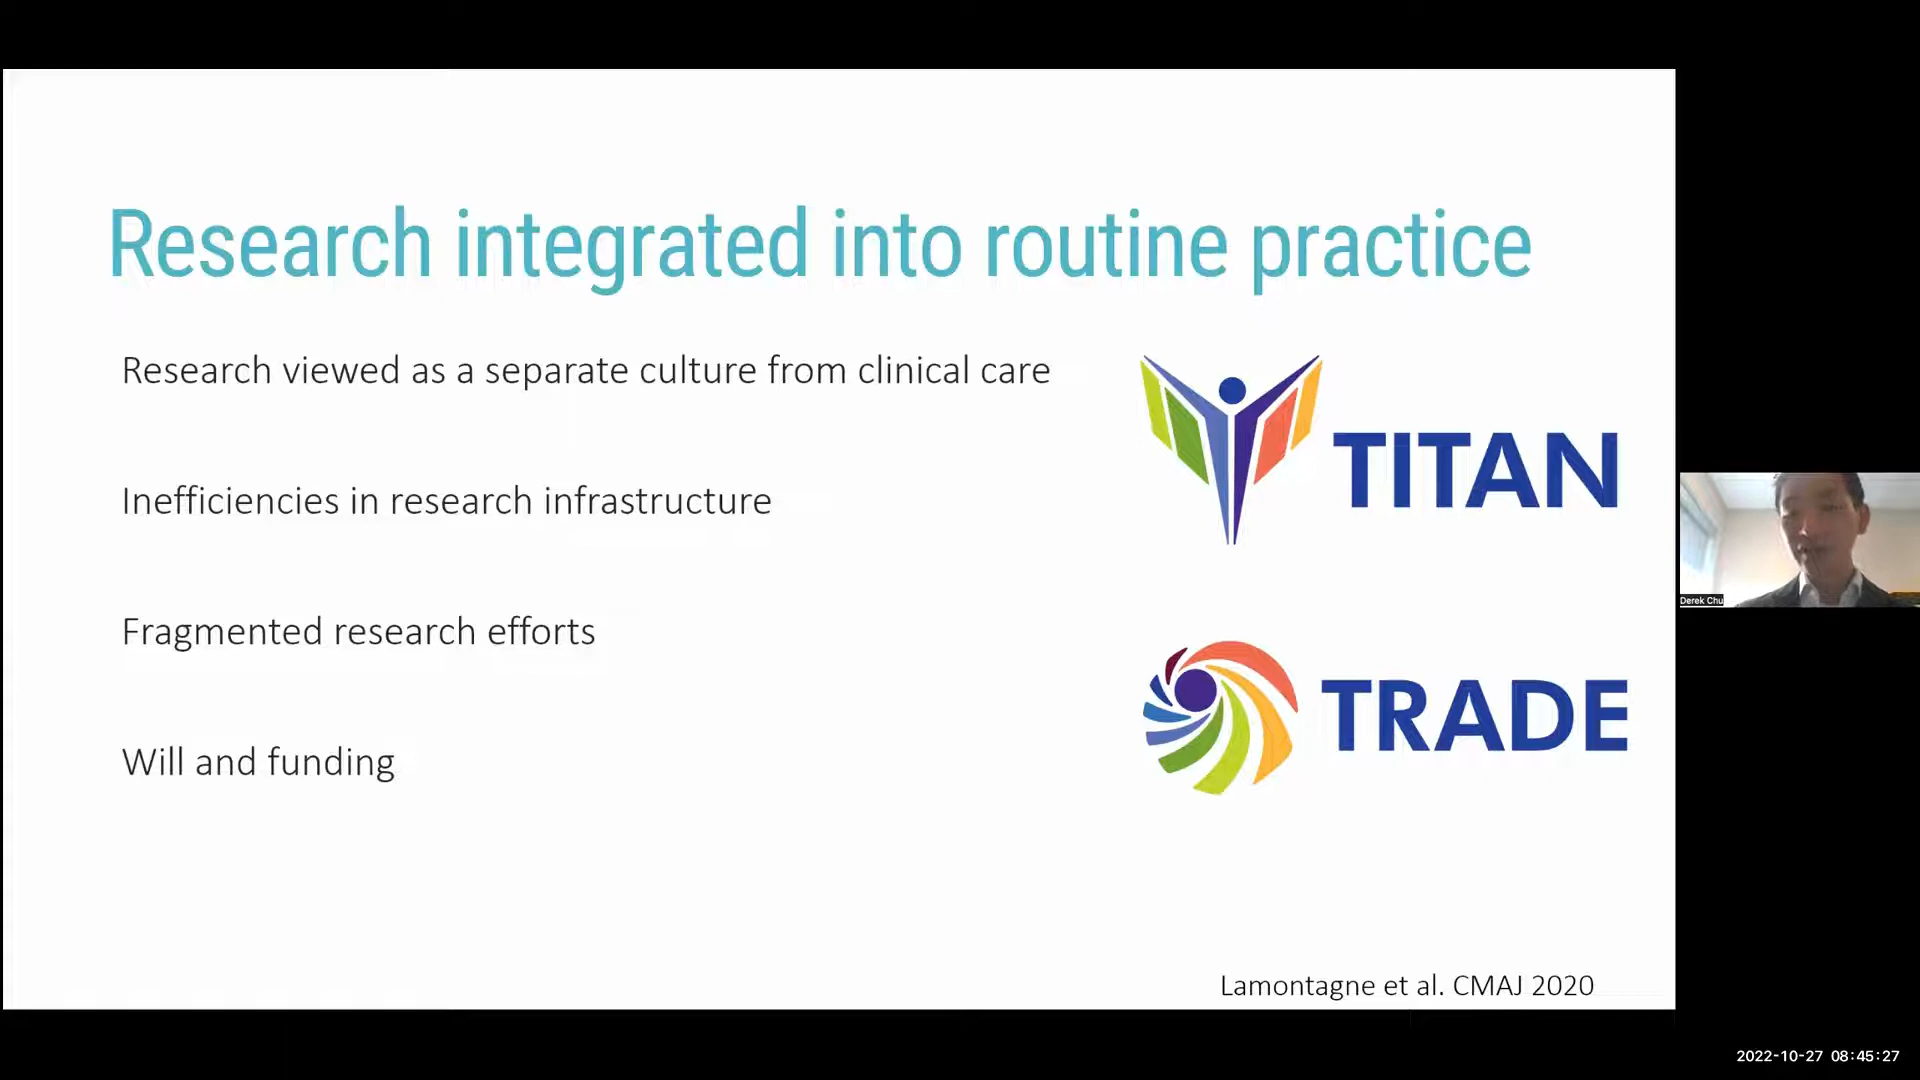 Research integrated into routine practice
Research viewed as a separate culture from clinical care
Inefficiencies in research infrastructure
Fragmented research efforts
Will and funding
TITAN
TRADE
Lamontagne et al. CMAJ 2020
Derek Chu
2022-10-27 08:45:27